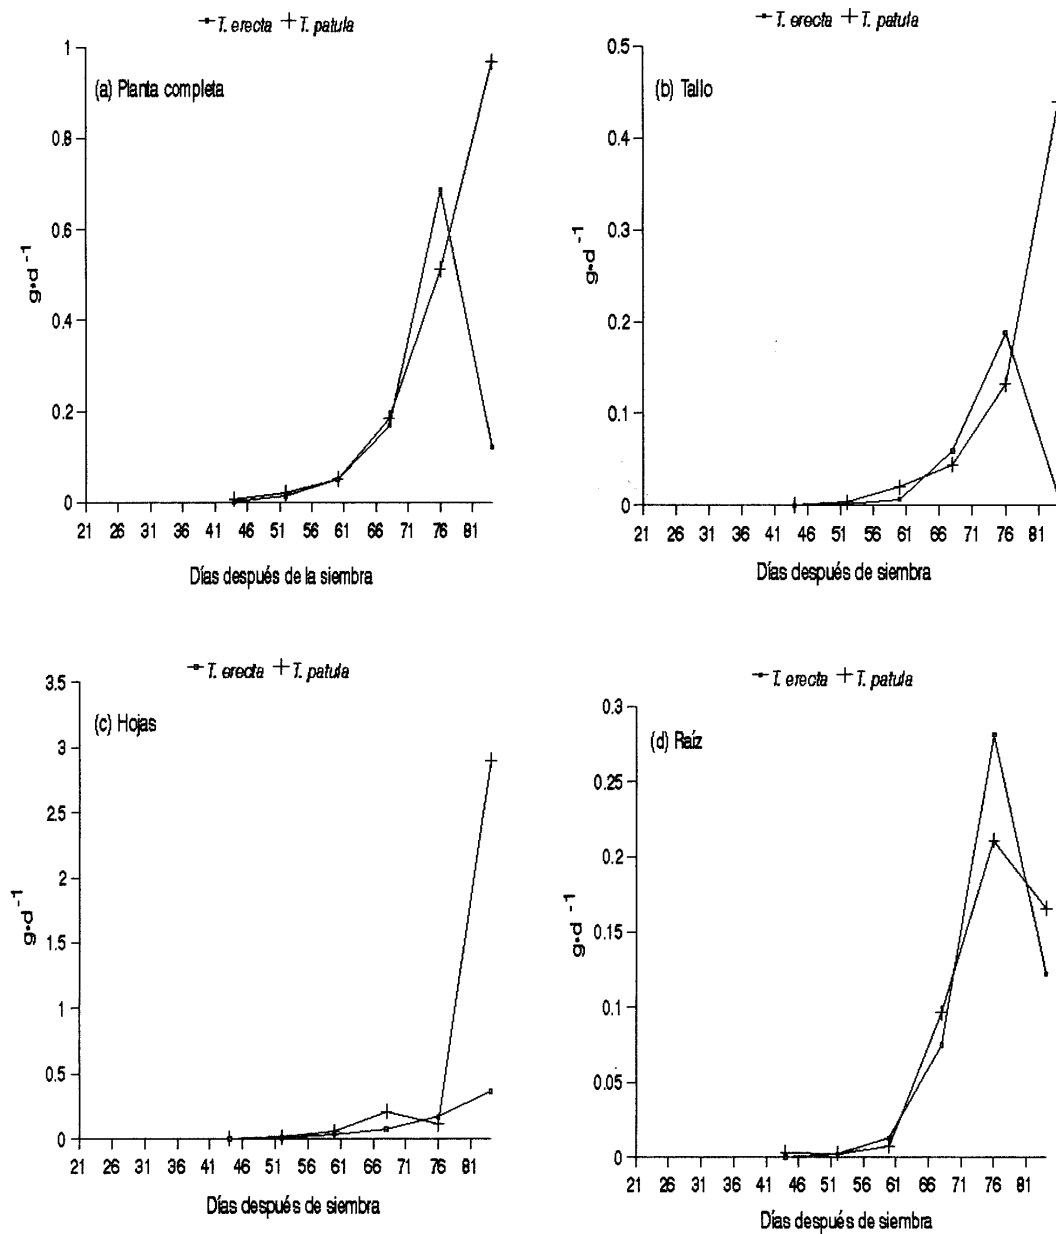 T. erecta T. patula
(a) Planta completa
1
0.8
0.6
0.4
0.2
0
g•d -1
21 26 31 36 41 46 51 56 61 66 71 76 81
Días después de la siembra
T. erecta T. patula
(b) Tallo
0.5
0.4
0.3
0.2
0.1
0
g•d -1
21 26 31 36 41 46 51 56 61 66 71 76 81
Días después de siembra
T. erecta T. patula
(c) Hojas
3.5
3
2.5
2
1.5
1
0.5
0
g•d -1
21 26 31 36 41 46 51 56 61 66 71 76 81
Días después de siembra
T. erecta T. patula
(d) Raíz
0.3
0.25
0.2
0.15
0.1
0.05
0
g•d -1
21 26 31 36 41 46 51 56 61 66 71 76 81
Días después de siembra